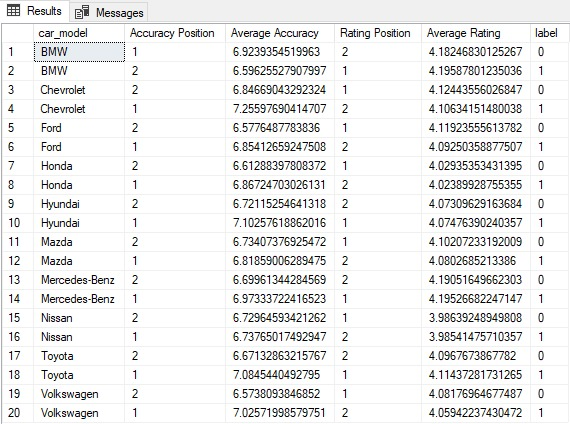 Results Messages
car_model Accuracy Position Average Accuracy Rating Position Average Rating label
1 BMW 1 6.9239354519963 2 4.18246830125267 0
2 BMW 2 6.59625527907997 1 4.19587801235036 1
3 Chevrolet 2 6.84669043292324 1 4.12443556026847 0
4 Chevrolet 1 7.25597690414707 2 4.10634151480038 1
5 Ford 2 6.5776487783836 1 4.11923555613782 0
6 Ford 1 6.85412659247508 2 4.09250358877507 1
7 Honda 2 6.61288397808372 1 4.02935353431395 0
8 Honda 1 6.86724703026131 2 4.02389928755355 1
9 Hyundai 2 6.72115254641318 2 4.07309629163684 0
10 Hyundai 1 7.10257618862016 1 4.07476390240357 1
11 Mazda 2 6.73407376925472 1 4.10207233192009 0
12 Mazda 1 6.81859006289475 2 4.0802685213386 1
13 Mercedes-Benz 2 6.69961344284569 2 4.19051649662303 0
14 Mercedes-Benz 1 6.97333722416523 1 4.19526682247147 1
15 Nissan 2 6.72964593421262 1 3.98639248949808 0
16 Nissan 1 6.73765017492947 2 3.98541475710357 1
17 Toyota 2 6.67132863215767 2 4.0967673867782 0
18 Toyota 1 7.0845440492795 1 4.11437281731265 1
19 Volkswagen 2 6.5738093846852 1 4.08176964677487 0
20 Volkswagen 1 7.02571998579751 2 4.05942237430472 1